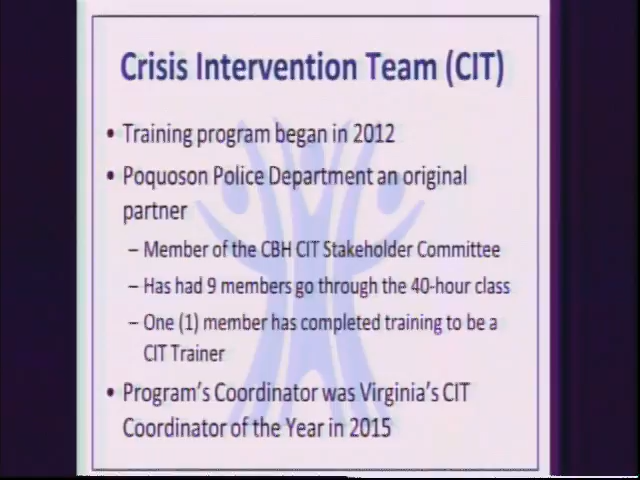 Crisis Intervention Team (CIT)
• Training program began in 2012
• Poquoson Police Department an original
partner
– Member of the CBH CIT Stakeholder Committee
– Has had 9 members go through the 40-hour class
– One (1) member has completed training to be a
CIT Trainer
• Program's Coordinator was Virginia's CIT
Coordinator of the Year in 2015